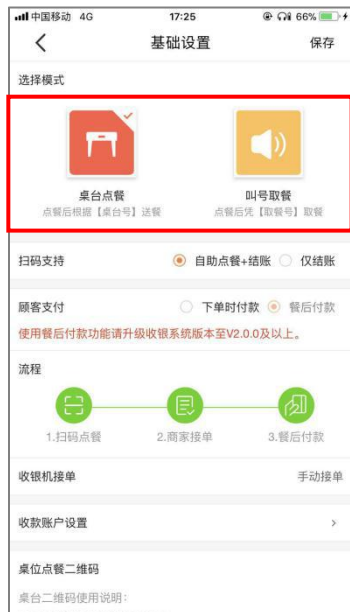 中国移动 4G 17:25 66%
基础设置 保存
选择模式
桌台点餐 叫号取餐
点餐后根据【桌台号】送餐 点餐后凭【取餐号】取餐
扫码支持 自助点餐+结账 仅结账
顾客支付 下单时付款 餐后付款
使用餐后付款功能请升级收银系统版本至V2.0.0及以上。
流程
1.扫码点餐 2.商家接单 3.餐后付款
收银机接单 手动接单
收款账户设置
桌位点餐二维码
桌台二维码使用说明：